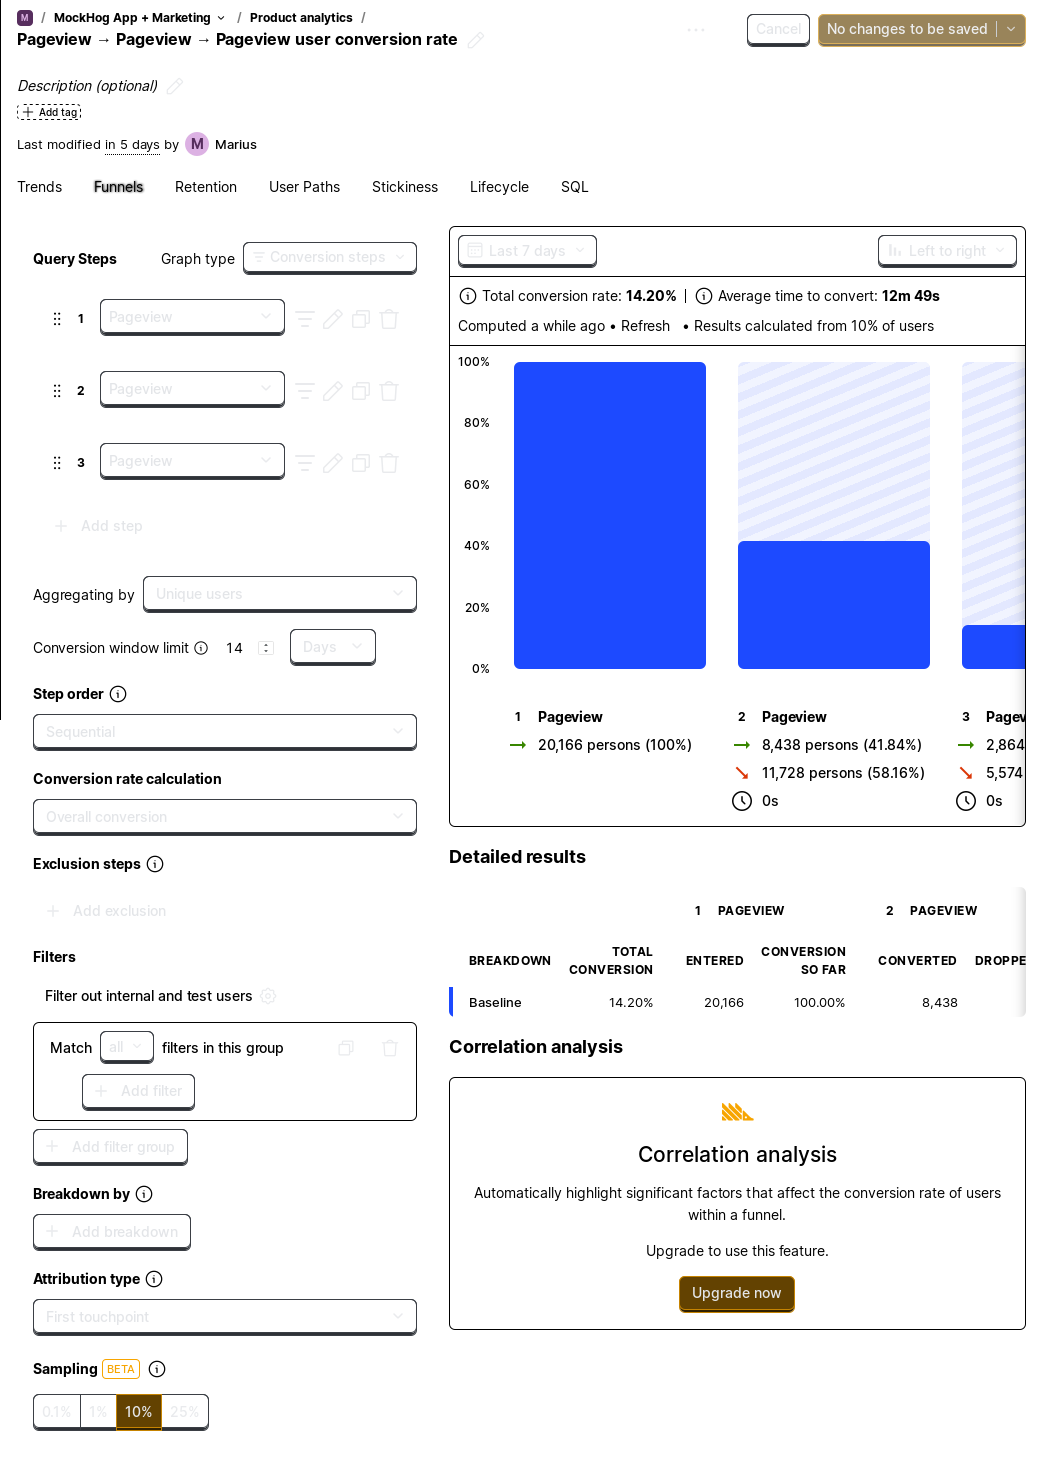 M / MockHog App + Marketing / Product analytics /
Pageview → Pageview → Pageview user conversion rate
Cancel
No changes to be saved
Description (optional)
Add tag
Last modified in 5 days by M Marius
Trends Funnels Retention User Paths Stickiness Lifecycle SQL
Query Steps Graph type Conversion steps
1 Pageview
2 Pageview
3 Pageview
Add step
Aggregating by Unique users
Conversion window limit 14 Days
Step order
Sequential
Conversion rate calculation
Overall conversion
Exclusion steps
Add exclusion
Filters
Filter out internal and test users
Match all filters in this group
Add filter
Add filter group
Breakdown by
Add breakdown
Attribution type
First touchpoint
Sampling BETA
0.1% 1% 10% 25%
Last 7 days Left to right
Total conversion rate: 14.20% Average time to convert: 12m 49s
Computed a while ago • Refresh • Results calculated from 10% of users
100%
80%
60%
40%
20%
0%
1 Pageview
20,166 persons (100%)
2 Pageview
8,438 persons (41.84%)
11,728 persons (58.16%)
0s
3 Pagev
2,864
5,574
0s
Detailed results
1 PAGEVIEW 2 PAGEVIEW
BREAKDOWN TOTAL CONVERSION ENTERED CONVERSION SO FAR CONVERTED DROPPE
Baseline 14.20% 20,166 100.00% 8,438
Correlation analysis
Correlation analysis
Automatically highlight significant factors that affect the conversion rate of users
within a funnel.
Upgrade to use this feature.
Upgrade now